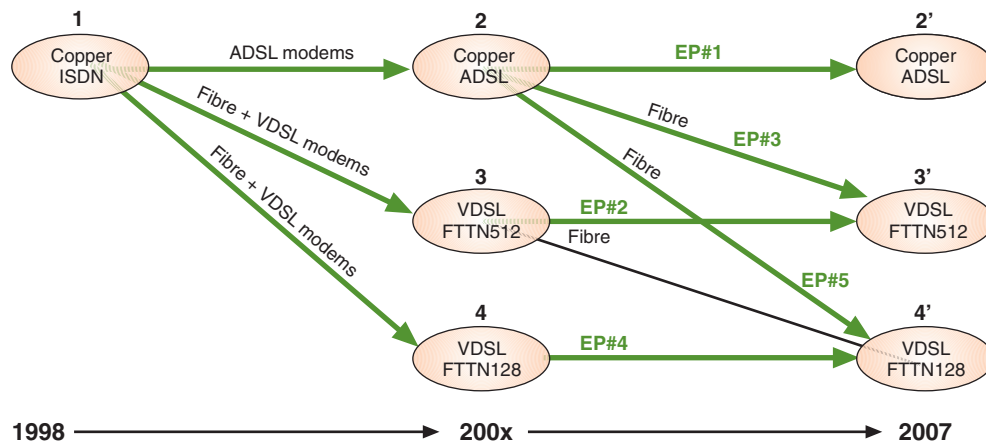 1
2
2'
Copper
ISDN
ADSL modems
Copper
ADSL
EP#1
Copper
ADSL
Fibre + VDSL modems
Fibre
EP#3
Fibre + VDSL modems
Fibre
3
3'
VDSL
FTTN512
EP#2
Fibre
VDSL
FTTN512
EP#5
4
4'
VDSL
FTTN128
EP#4
VDSL
FTTN128
1998
200x
2007